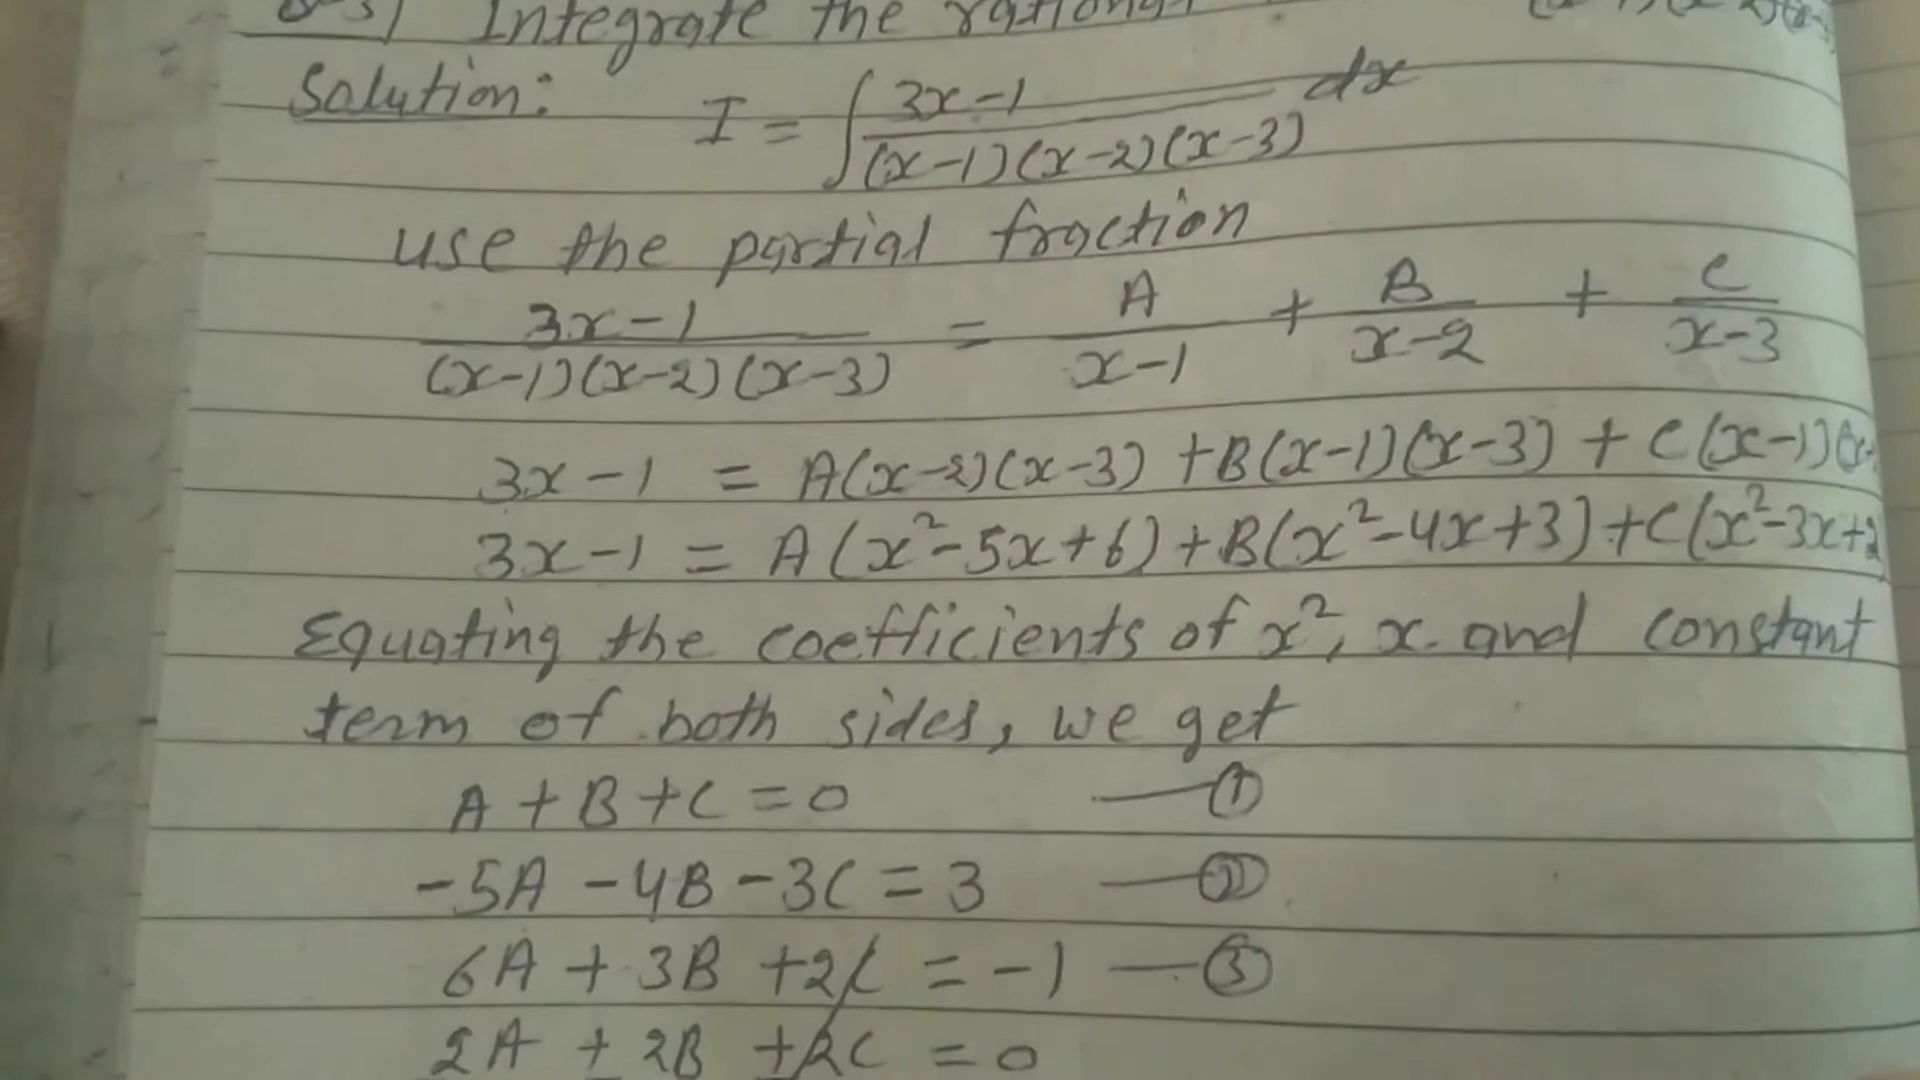 Integrate the rational
Solution: I = ∫ 3x-1 / (x-1)(x-2)(x-3) dx
use the partial fraction
3x-1 / (x-1)(x-2)(x-3) = A / x-1 + B / x-2 + C / x-3
3x-1 = A(x-2)(x-3) + B(x-1)(x-3) + C(x-1)(x-
3x-1 = A(x²-5x+6) + B(x²-4x+3) + C(x²-3x+2
Equating the coefficients of x², x and constant
term of both sides, we get
A + B + C = 0 —①
-5A - 4B - 3C = 3 —②
6A + 3B + 2C = -1 —③
2A + 2B + 2C = 0